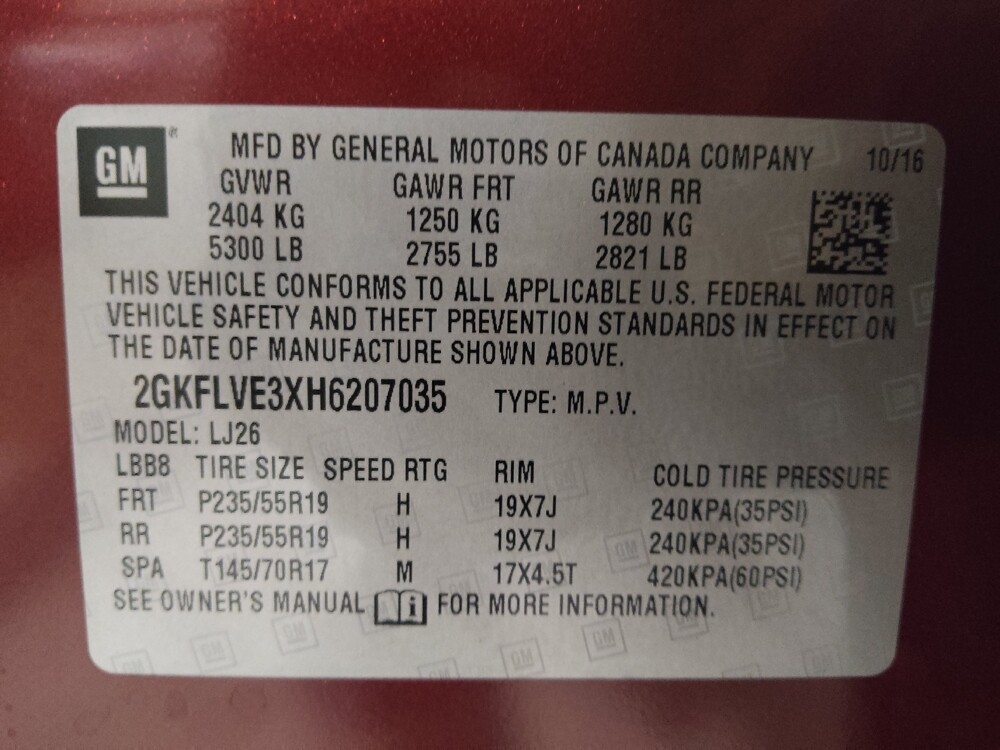 GM ®
MFD BY GENERAL MOTORS OF CANADA COMPANY 10/16
GVWR GAWR FRT GAWR RR
2404 KG 1250 KG 1280 KG
5300 LB 2755 LB 2821 LB
THIS VEHICLE CONFORMS TO ALL APPLICABLE U.S. FEDERAL MOTOR
VEHICLE SAFETY AND THEFT PREVENTION STANDARDS IN EFFECT ON
THE DATE OF MANUFACTURE SHOWN ABOVE.
2GKFLVE3XH6207035 TYPE: M.P.V.
MODEL: LJ26
LBB8 TIRE SIZE SPEED RTG RIM COLD TIRE PRESSURE
FRT P235/55R19 H 19X7J 240KPA(35PSI)
RR P235/55R19 H 19X7J 240KPA(35PSI)
SPA T145/70R17 M 17X4.5T 420KPA(60PSI)
SEE OWNER'S MANUAL i FOR MORE INFORMATION.